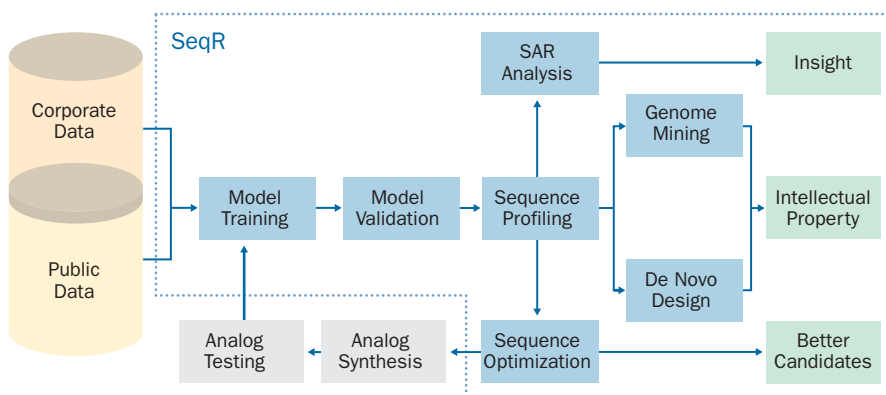 SeqR
SAR
Analysis
Insight
Corporate
Data
Genome
Mining
Model
Training
Model
Validation
Sequence
Profiling
Intellectual
Property
Public
Data
De Novo
Design
Analog
Testing
Analog
Synthesis
Sequence
Optimization
Better
Candidates